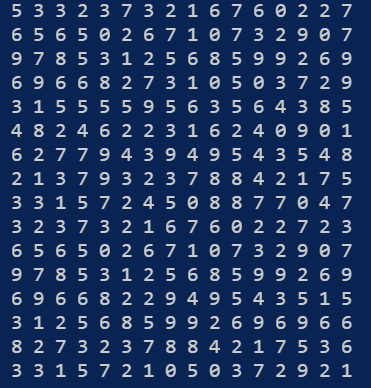 5 3 3 2 3 7 3 2 1 6 7 6 0 2 2 7
6 5 6 5 0 2 6 7 1 0 7 3 2 9 0 7
9 7 8 5 3 1 2 5 6 8 5 9 9 2 6 9
6 9 6 6 8 2 7 3 1 0 5 0 3 7 2 9
3 1 5 5 5 5 9 5 6 3 5 6 4 3 8 5
4 8 2 4 6 2 2 3 1 6 2 4 0 9 0 1
6 2 7 7 9 4 3 9 4 9 5 4 3 5 4 8
2 1 3 7 9 3 2 3 7 8 8 4 2 1 7 5
3 3 1 5 7 2 4 5 0 8 8 7 7 0 4 7
3 2 3 7 3 2 1 6 7 6 0 2 2 7 2 3
6 5 6 5 0 2 6 7 1 0 7 3 2 9 0 7
9 7 8 5 3 1 2 5 6 8 5 9 9 2 6 9
6 9 6 6 8 2 2 9 4 9 5 4 3 5 1 5
3 1 2 5 6 8 5 9 9 2 6 9 6 9 6 6
8 2 7 3 2 3 7 8 8 4 2 1 7 5 3 6
3 3 1 5 7 2 1 0 5 0 3 7 2 9 2 1